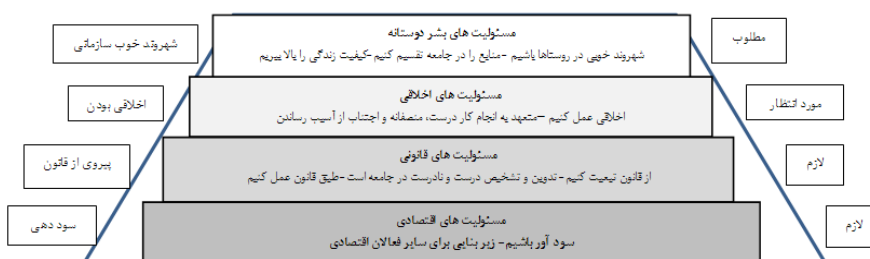 مسئولیت های بشر دوستانه
شهروند خوبی در روستاها باشیم -منابع را در جامعه تقسیم کنیم -کیفیت زندگی را بالا ببریم
مطلوب
شهروند خوب سازمانی
مسئولیت های اخلاقی
اخلاقی عمل کنیم –متعهد به انجام کار درست، منصفانه و اجتناب از آسیب رساندن
مورد انتظار
اخلاقی بودن
مسئولیت های قانونی
از قانون تبعیت کنیم -تدوین و تشخیص درست و نادرست در جامعه است -طبق قانون عمل کنیم
لازم
پیروی از قانون
مسئولیت های اقتصادی
سود آور باشیم- زیر بنایی برای سایر فعالان اقتصادی
لازم
سود دهی